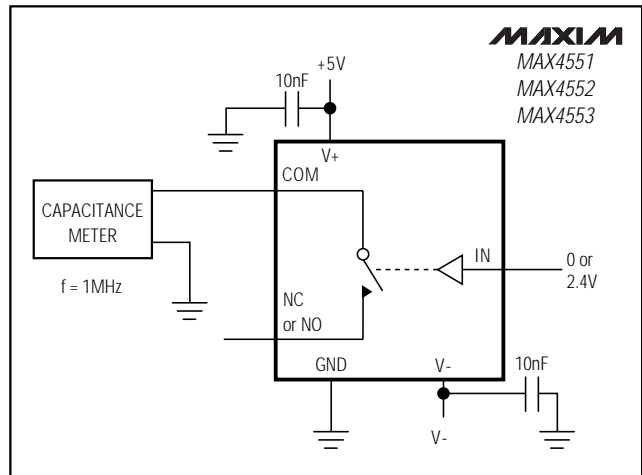 MAXIM
MAX4551
MAX4552
MAX4553
+5V
10nF
V+
COM
CAPACITANCE
METER
f = 1MHz
IN
0 or
2.4V
NC
or NO
GND
V-
10nF
V-